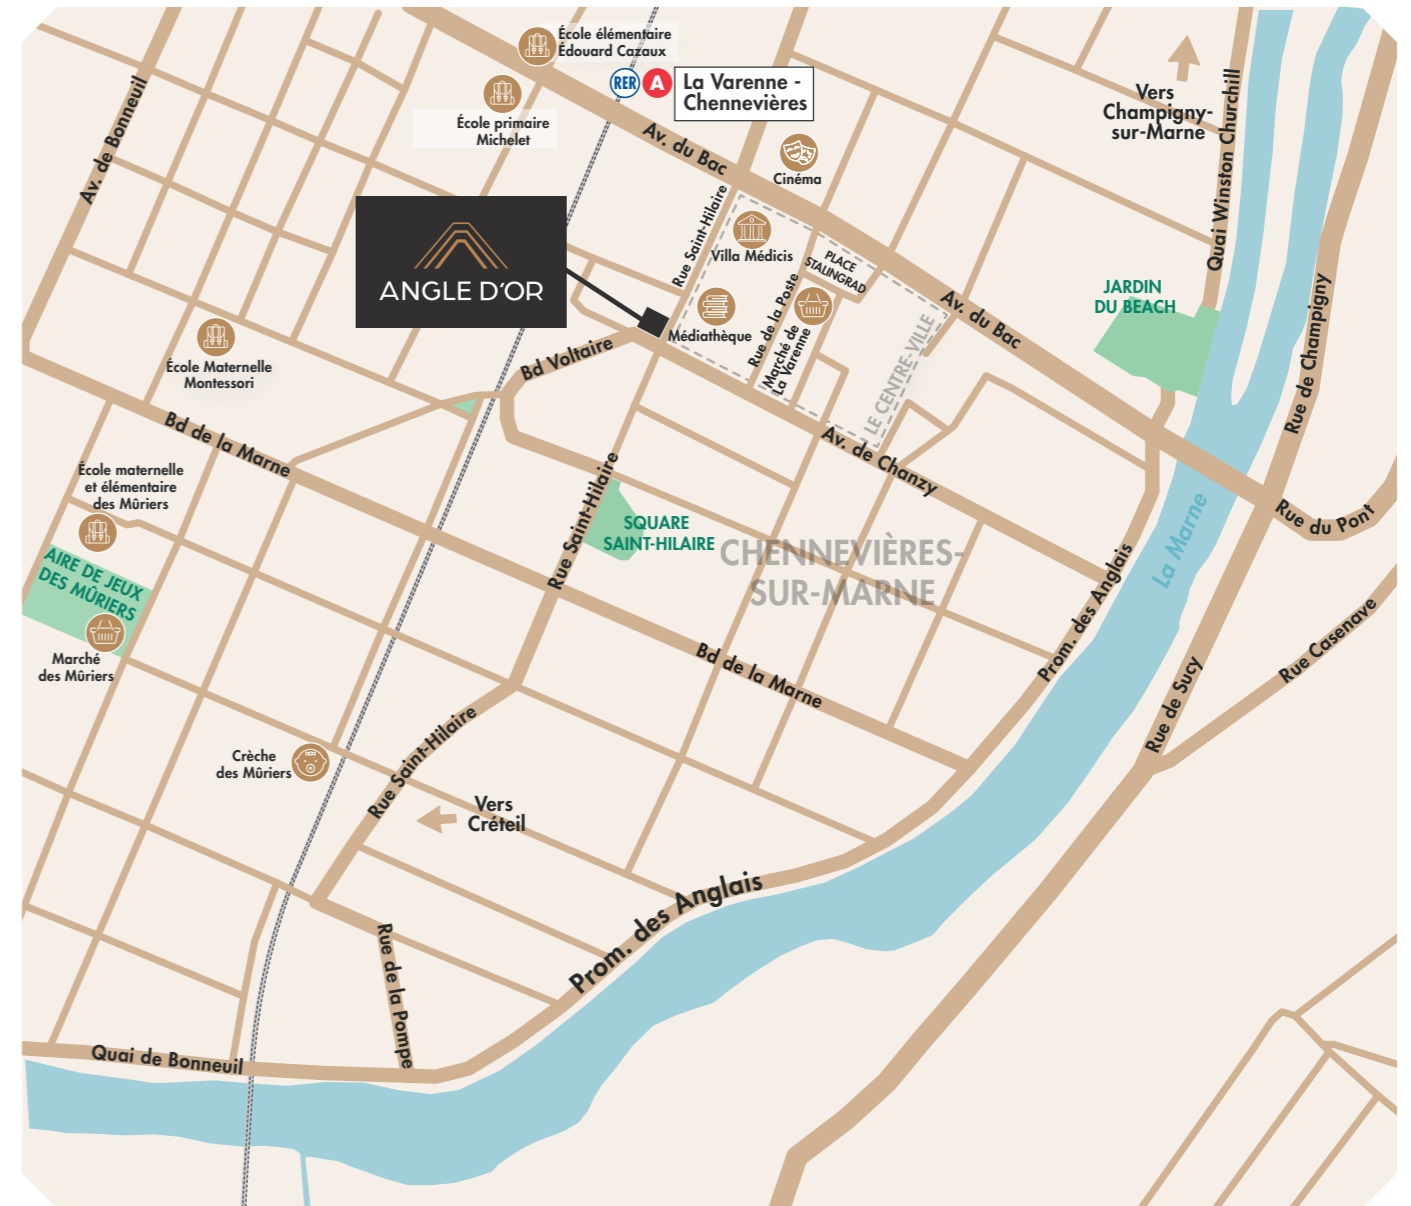 École élémentaire
Édouard Cazaux
RER
A
La Varenne -
Chennevières
École primaire
Michelet
Av. de Bonneuil
Av. du Bac
Cinéma
Vers
Champigny-
sur-Marne
Quai Winston Churchill
ANGLE D'OR
Rue Saint-Hilaire
Villa Médicis
PLACE
STALINGRAD
Rue de la Poste
Médiathèque
Marché de
La Varenne
LE CENTRE-VILLE
Av. du Bac
JARDIN
DU BEACH
Rue de Champigny
École Maternelle
Montessori
Bd Voltaire
Bd de la Marne
Av. de Chanzy
École maternelle
et élémentaire
des Mûriers
Rue Saint-Hilaire
SQUARE
SAINT-HILAIRE
CHENNEVIÈRES-
SUR-MARNE
La Marne
Rue du Pont
AIRE DE JEUX
DES MÛRIERS
Prom. des Anglais
Rue Casenave
Marché
des Mûriers
Bd de la Marne
Rue de Sucy
Crèche
des Mûriers
Rue Saint-Hilaire
Vers
Créteil
Prom. des Anglais
Rue de la Pompe
Quai de Bonneuil